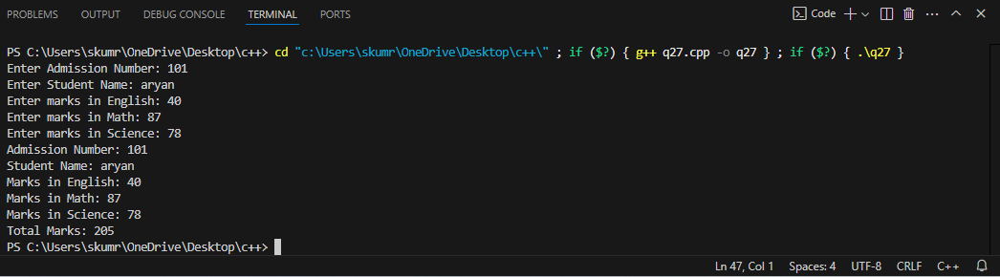 PROBLEMS OUTPUT DEBUG CONSOLE TERMINAL PORTS Code
PS C:\Users\skumr\OneDrive\Desktop\c++> cd "c:\Users\skumr\OneDrive\Desktop\c++\" ; if ($?) { g++ q27.cpp -o q27 } ; if ($?) { .\q27 }
Enter Admission Number: 101
Enter Student Name: aryan
Enter marks in English: 40
Enter marks in Math: 87
Enter marks in Science: 78
Admission Number: 101
Student Name: aryan
Marks in English: 40
Marks in Math: 87
Marks in Science: 78
Total Marks: 205
PS C:\Users\skumr\OneDrive\Desktop\c++>
Ln 47, Col 1 Spaces: 4 UTF-8 CRLF C++